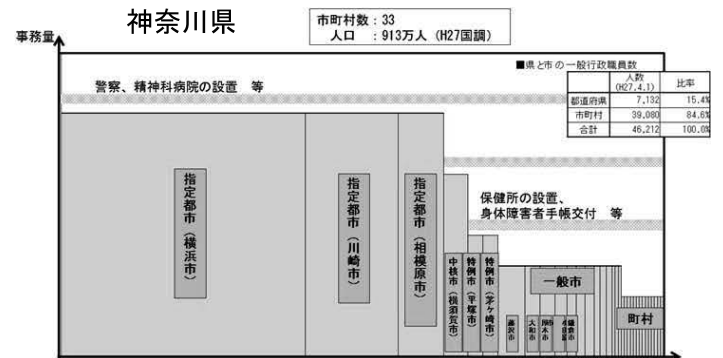 神奈川県
市町村数：33
人口　：913万人（H27国調）
事務量
■県と市の一般行政職員数
人数
(H27.4.1)
比率
都道府県 7,132 15.4%
市町村 39,080 84.6%
合計 46,212 100.0%
警察、精神科病院の設置　等
保健所の設置、
身体障害者手帳交付　等
指定都市（横浜市）
指定都市（川崎市）
指定都市（相模原市）
中核市（横須賀市）
特例市（平塚市）
特例市（茅ヶ崎市）
一般市
藤沢市
大和市
厚木市
鎌倉市
町村